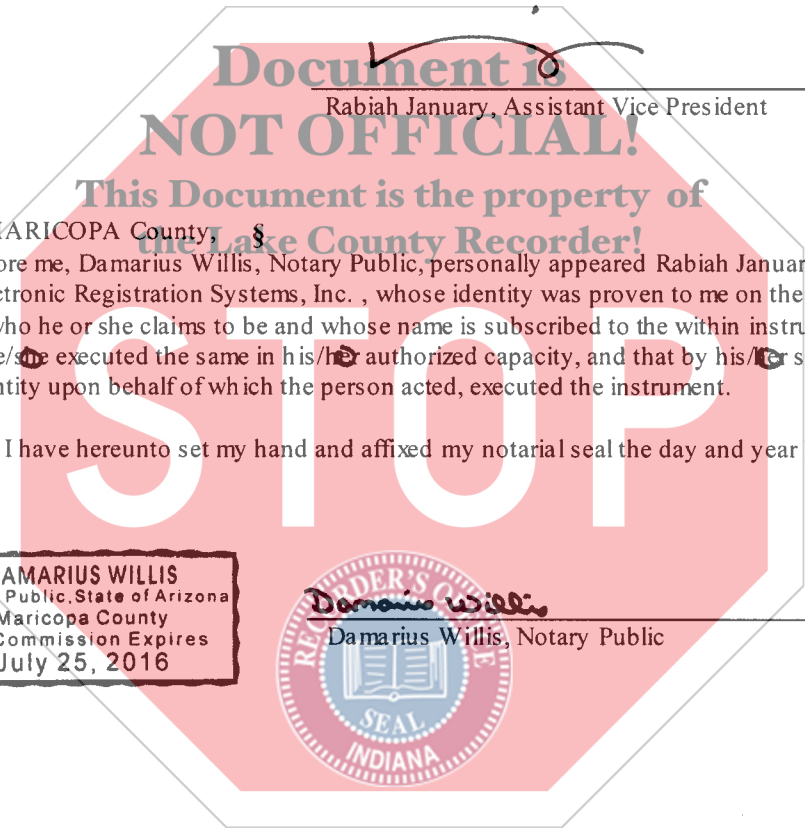 Document is
Rabiah January, Assistant Vice President
NOT OFFICIAL!
This Document is the property of
MARICOPA County, §
the Lake County Recorder!
ore me, Damarius Willis, Notary Public, personally appeared Rabiah Januar
ctronic Registration Systems, Inc. , whose identity was proven to me on the
who he or she claims to be and whose name is subscribed to the within instru
e/she executed the same in his/her authorized capacity, and that by his/her s
ntity upon behalf of which the person acted, executed the instrument.
I have hereunto set my hand and affixed my notarial seal the day and year
STOP
AMARIUS WILLIS
Public, State of Arizona
Maricopa County
Commission Expires
July 25, 2016
Damarius Willis
Damarius Willis, Notary Public
RECORDER'S OFFICE
SEAL
INDIANA